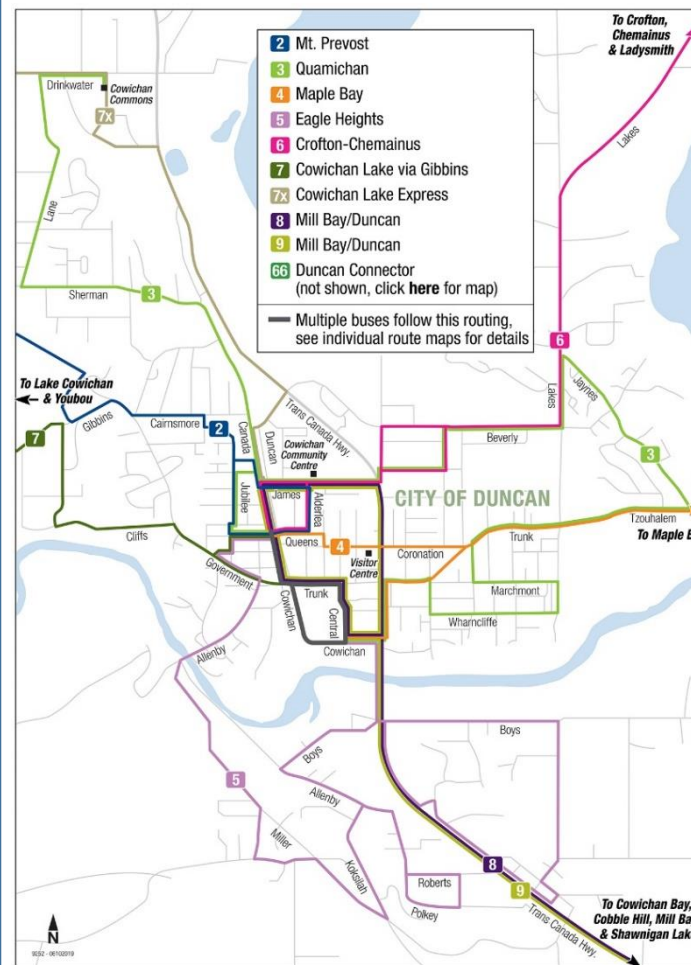 To Crofton,
Chemainus
& Ladysmith
2 Mt. Prevost
3 Quamichan
4 Maple Bay
5 Eagle Heights
6 Crofton-Chemainus
7 Cowichan Lake via Gibbins
7x Cowichan Lake Express
8 Mill Bay/Duncan
9 Mill Bay/Duncan
66 Duncan Connector
(not shown, click here for map)
Multiple buses follow this routing,
see individual route maps for details
Drinkwater
Cowichan
Commons
7x
Lakes
Lane
Sherman
3
6
To Lake Cowichan
& Youbou
Gibbins
Cairnsmore
2
Canada
Duncan
Trans Canada Hwy.
Lakes
Jaynes
7
Cowichan
Community
Centre
Beverly
3
Jubilee
James
Alderlea
CITY OF DUNCAN
Tzouhalem
To Maple B
Cliffs
Queens
4
Coronation
Trunk
Visitor
Centre
Government
Trunk
Marchmont
Cowichan
Central
Wharncliffe
Allenby
Cowichan
Boys
Boys
5
Allenby
Miller
Koksilah
Roberts
8
Polkey
9
Trans Canada Hwy.
To Cowichan Bay,
Cobble Hill, Mill Ba
& Shawnigan Lak
N
9252 - 06102019